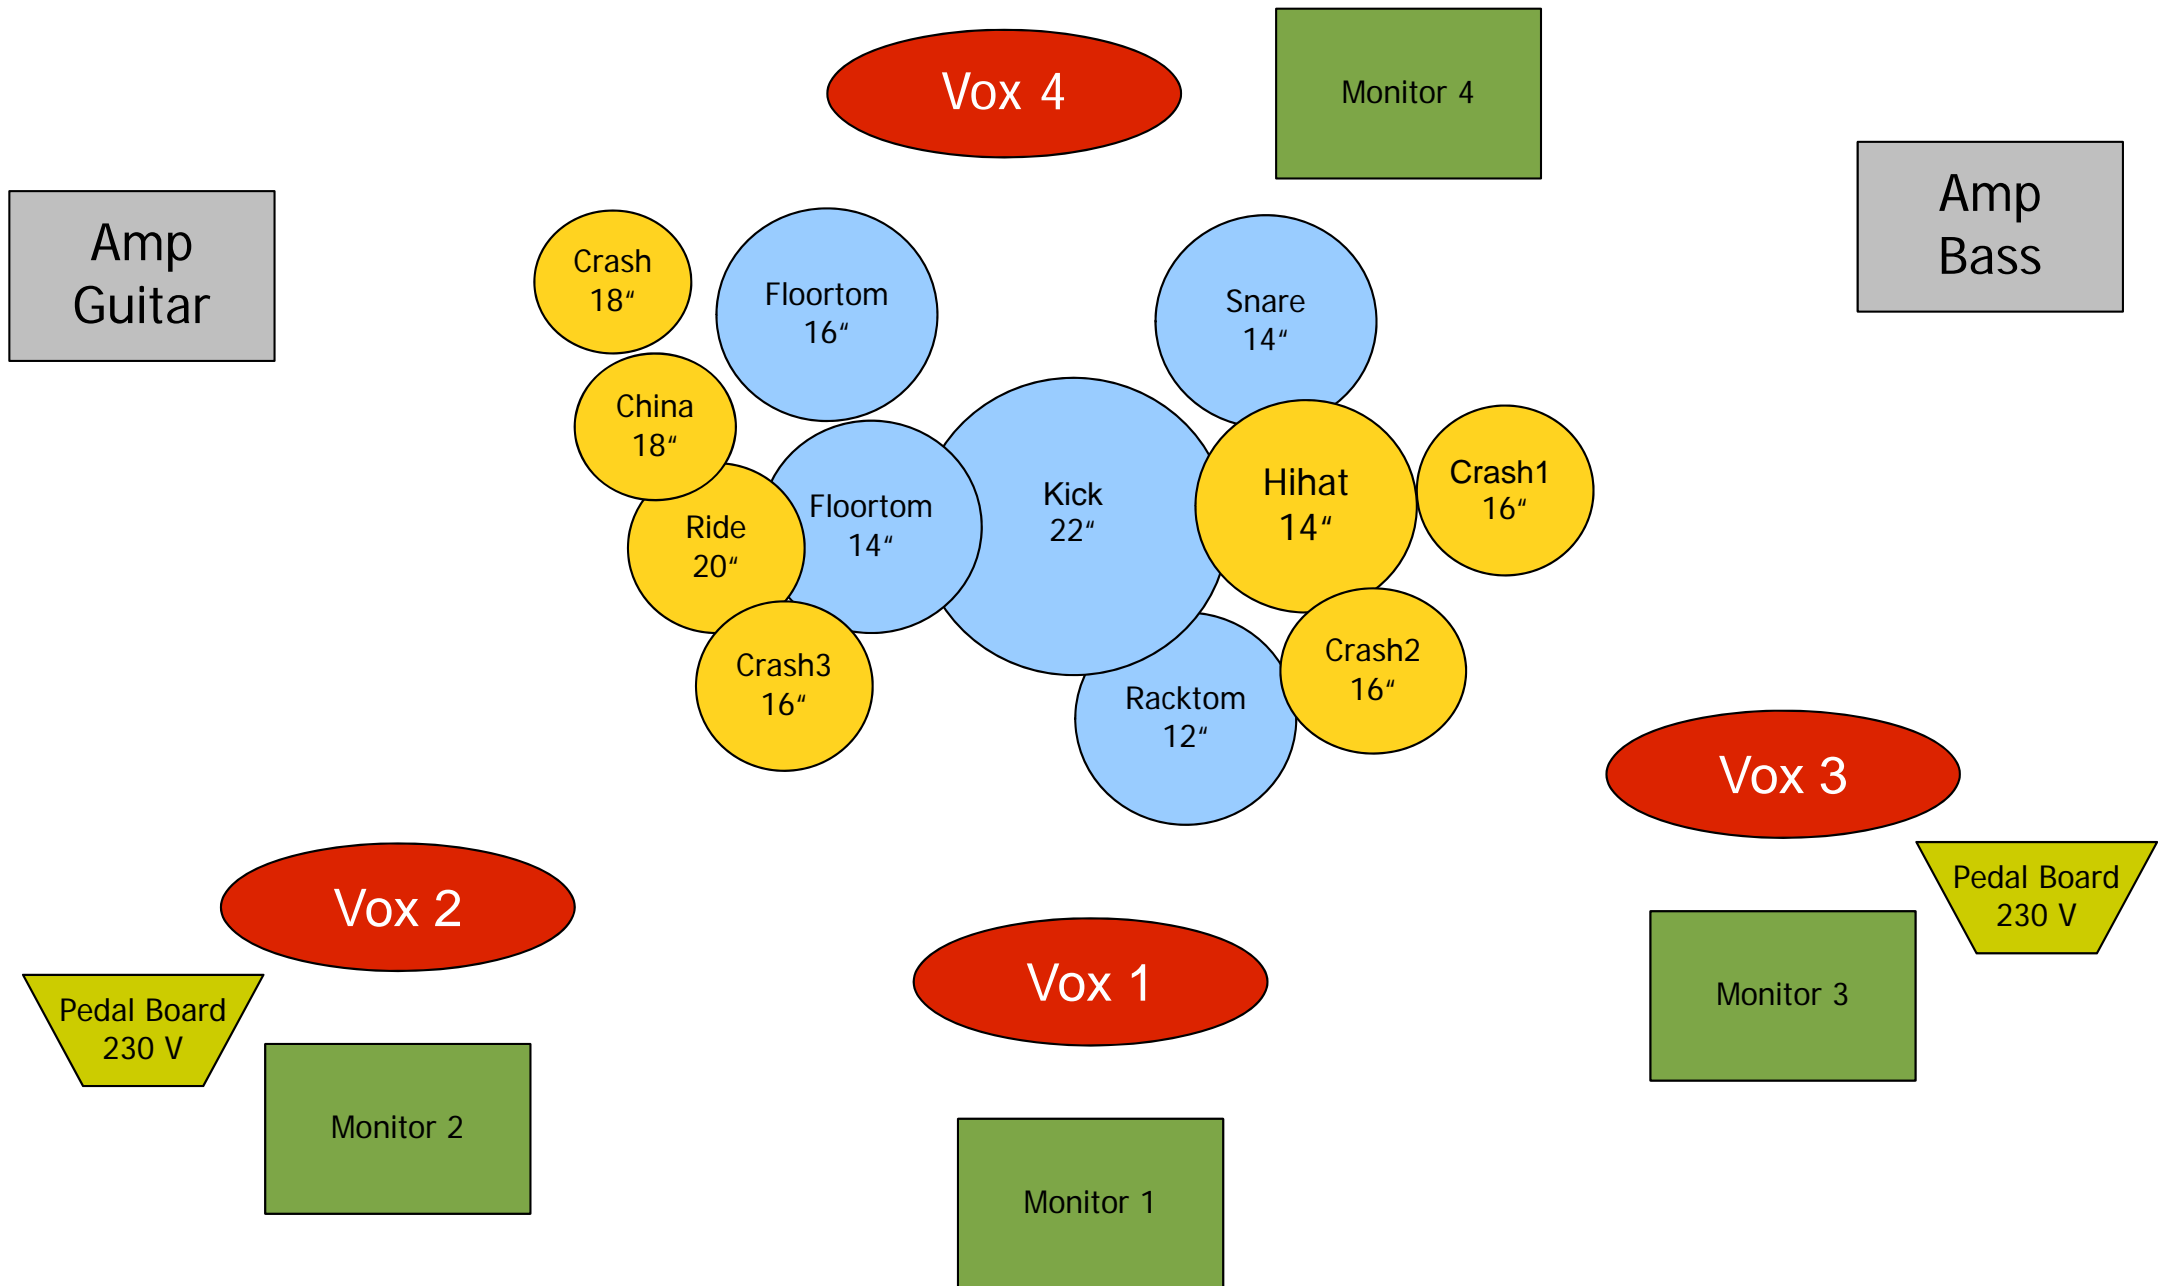 Vox 4
Monitor 4
Amp
Guitar
Amp
Bass
Crash
18“
Floortom
16“
Snare
14“
China
18“
Ride
20“
Floortom
14“
Kick
22“
Hihat
14“
Crash1
16“
Crash3
16“
Racktom
12“
Crash2
16“
Vox 3
Pedal Board
230 V
Monitor 3
Vox 2
Pedal Board
230 V
Monitor 2
Vox 1
Monitor 1